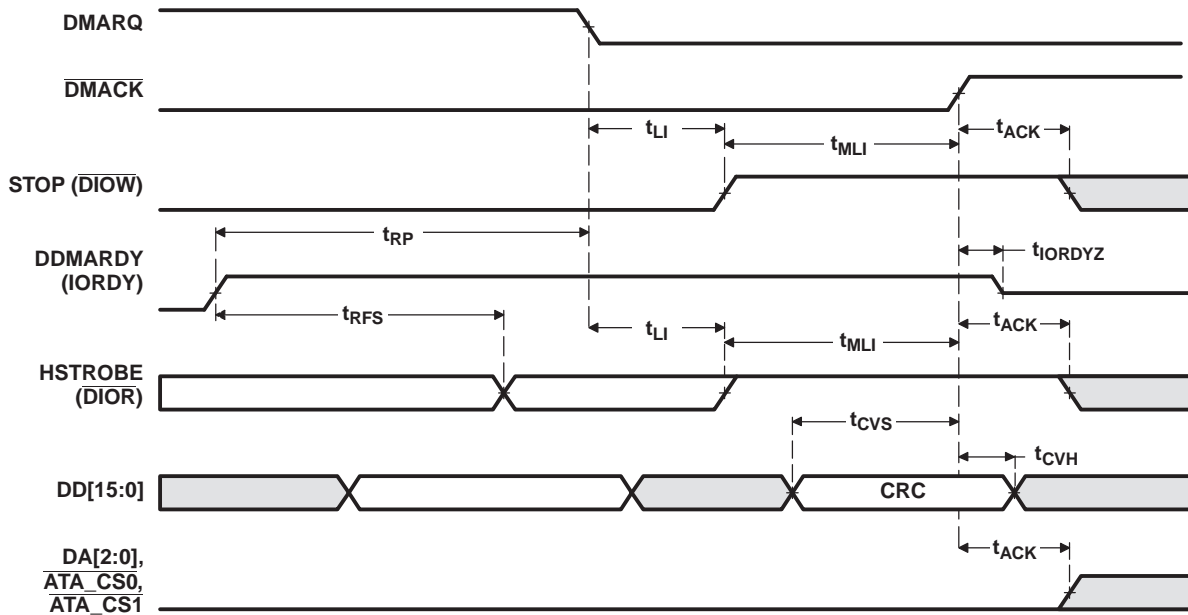 DMARQ
DMACK
tLI
tMLI
tACK
STOP (DIOW)
tRP
DDMARDY
(IORDY)
tIORDYZ
tRFS
tLI
tMLI
tACK
HSTROBE
(DIOR)
tCVS
tCVH
DD[15:0]
CRC
DA[2:0],
ATA_CS0,
ATA_CS1
tACK